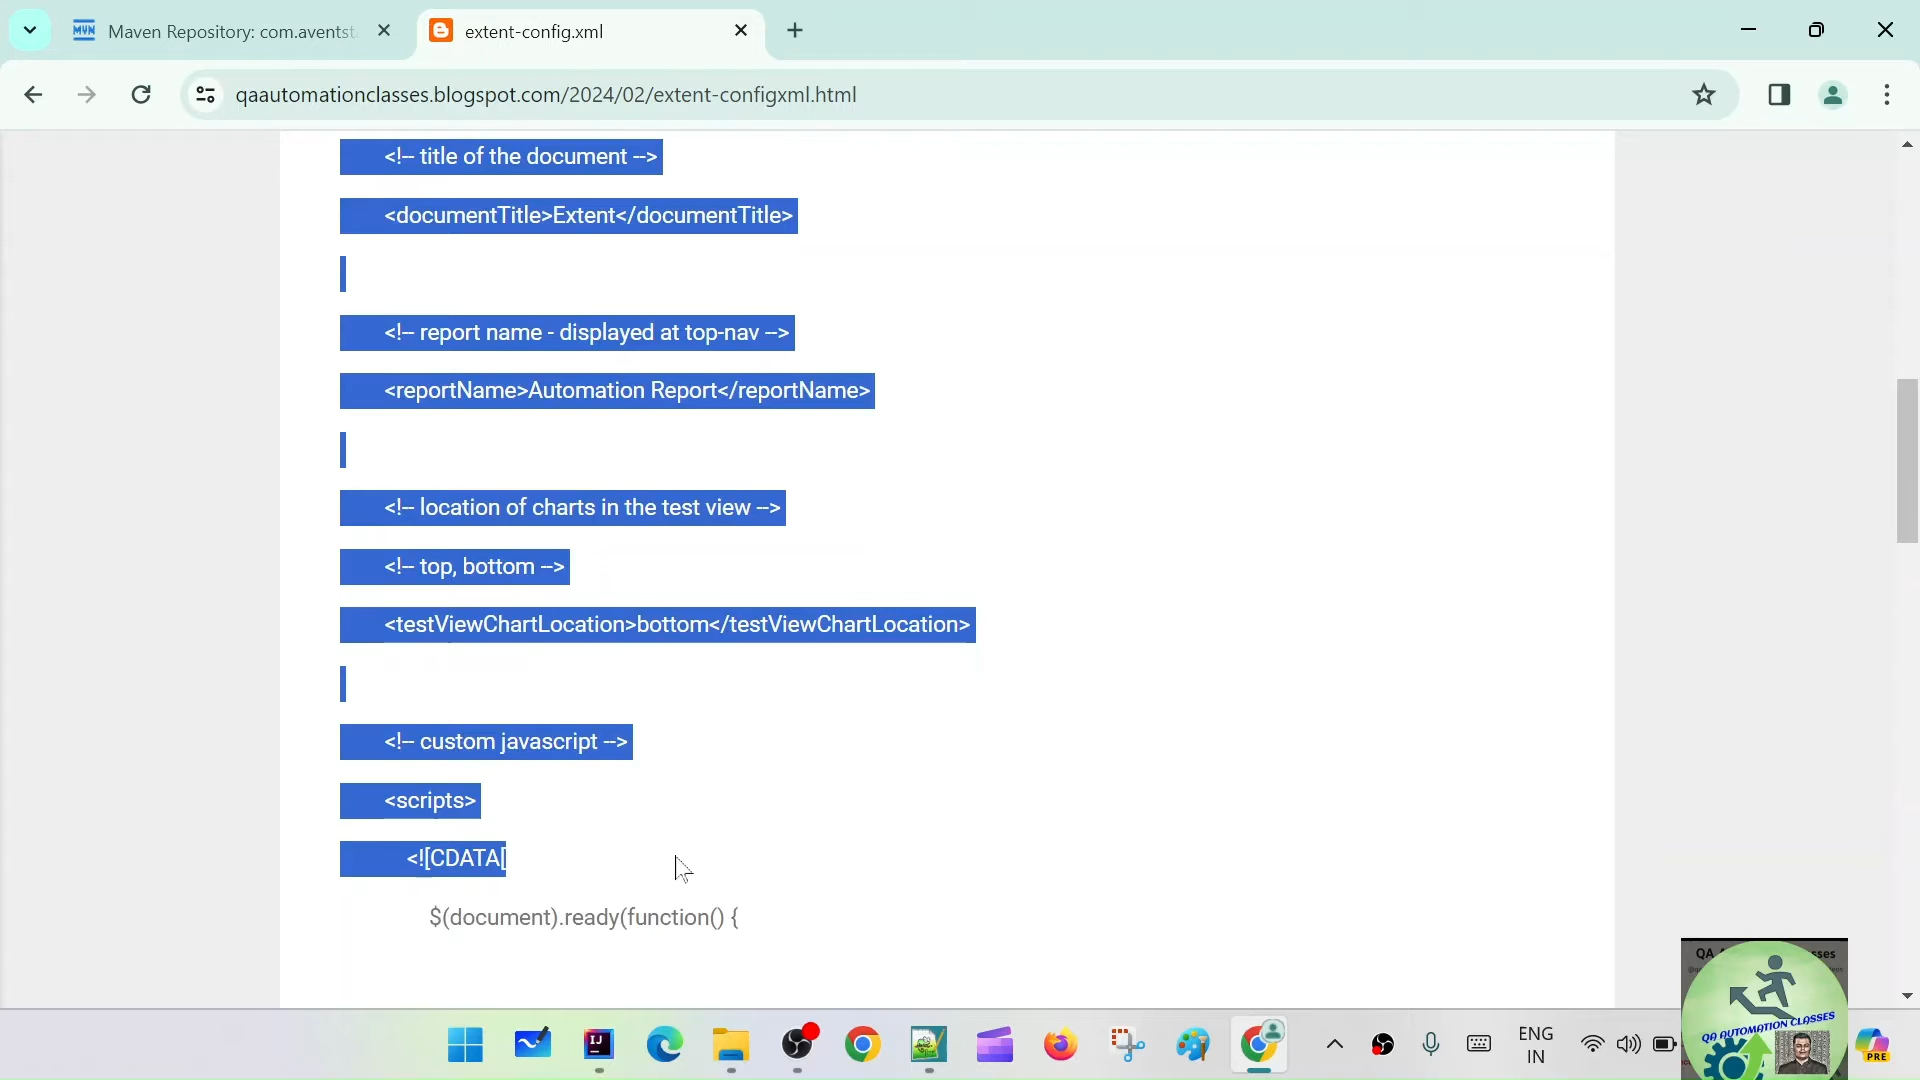 Maven Repository: com.aventst
extent-config.xml
qaautomationclasses.blogspot.com/2024/02/extent-configxml.html
<!-- title of the document -->
<documentTitle>Extent</documentTitle>
<!-- report name - displayed at top-nav -->
<reportName>Automation Report</reportName>
<!-- location of charts in the test view -->
<!-- top, bottom -->
<testViewChartLocation>bottom</testViewChartLocation>
<!-- custom javascript -->
<scripts>
<![CDATA[
$(document).ready(function() {
QA
QA AUTOMATION CLASSES
ENG
IN
PRE